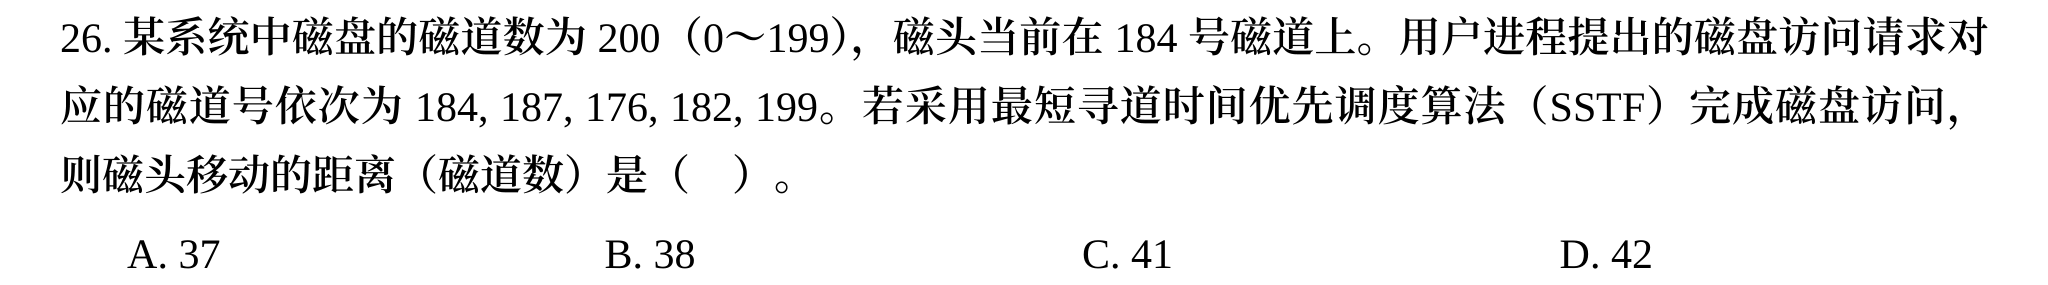 26. 某系统中磁盘的磁道数为 200（0～199），磁头当前在 184 号磁道上。用户进程提出的磁盘访问请求对
应的磁道号依次为 184, 187, 176, 182, 199。若采用最短寻道时间优先调度算法（SSTF）完成磁盘访问，
则磁头移动的距离（磁道数）是（　）。
A. 37 B. 38 C. 41 D. 42